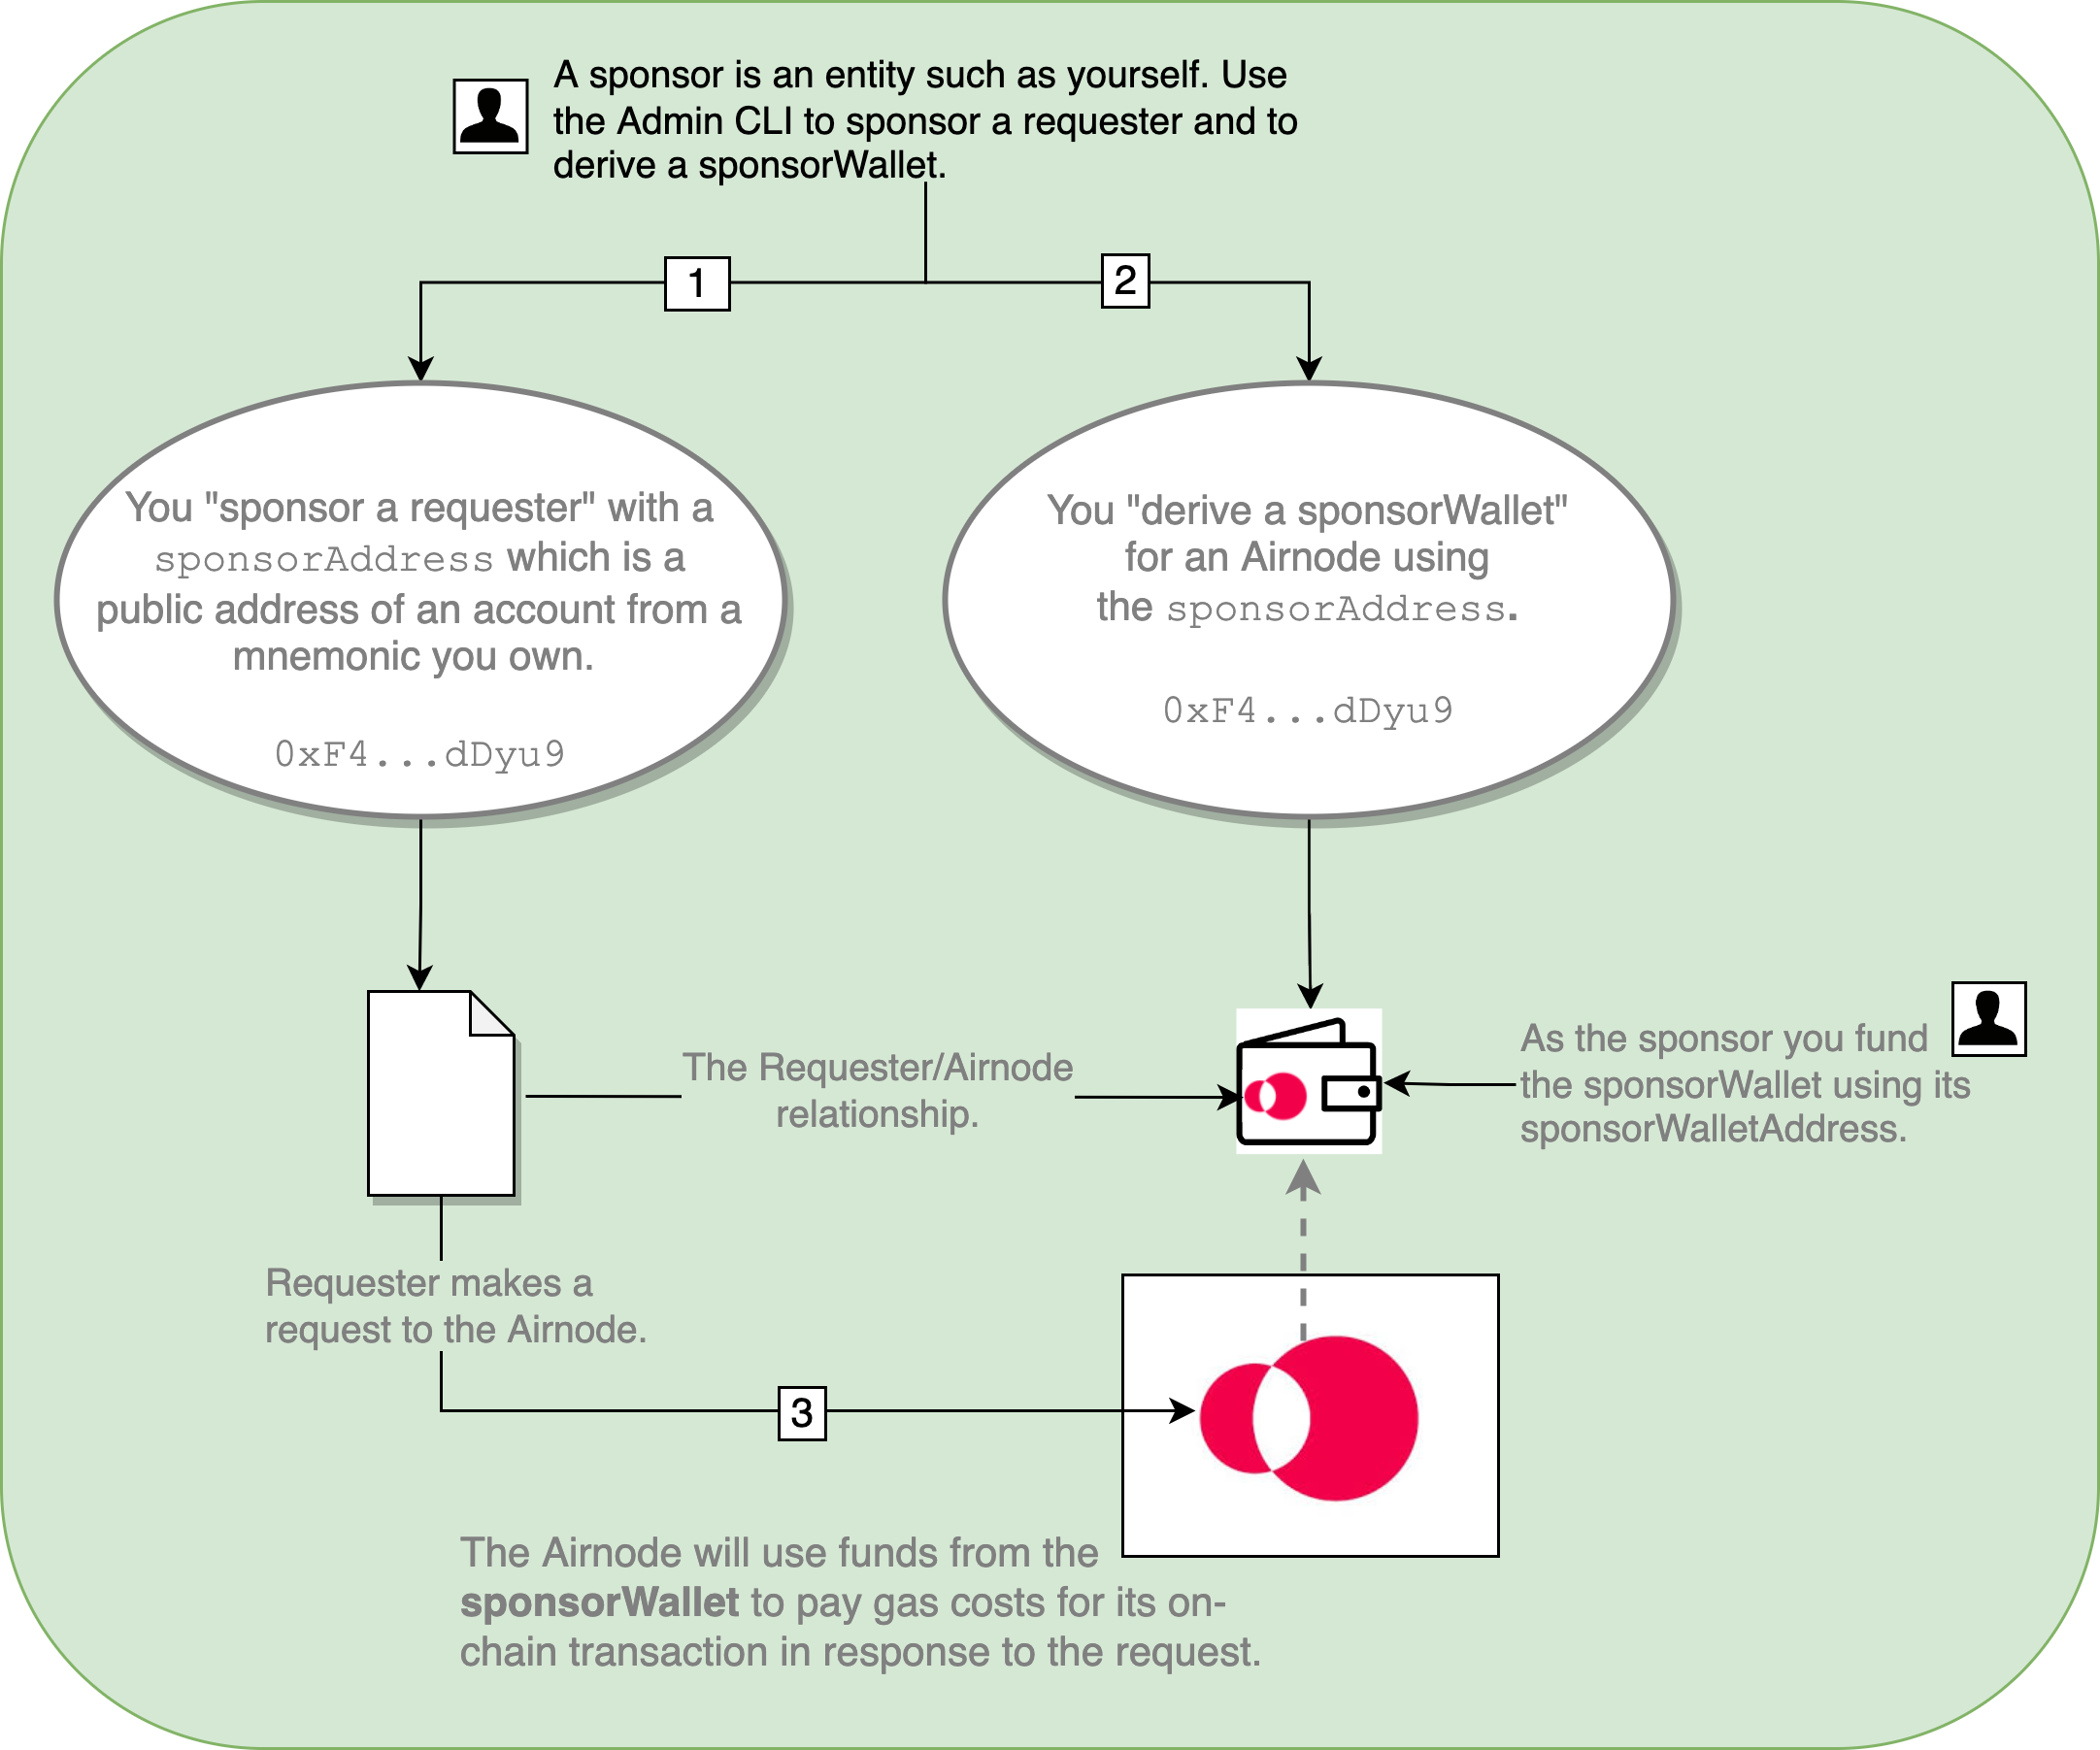 A sponsor is an entity such as yourself. Use
the Admin CLI to sponsor a requester and to
derive a sponsorWallet.
1
2
You "sponsor a requester" with a
sponsorAddress which is a
public address of an account from a
mnemonic you own.
0xF4...dDyu9
You "derive a sponsorWallet"
for an Airnode using
the sponsorAddress.
0xF4...dDyu9
The Requester/Airnode
relationship.
As the sponsor you fund
the sponsorWallet using its
sponsorWalletAddress.
Requester makes a
request to the Airnode.
3
The Airnode will use funds from the
sponsorWallet to pay gas costs for its on-
chain transaction in response to the request.